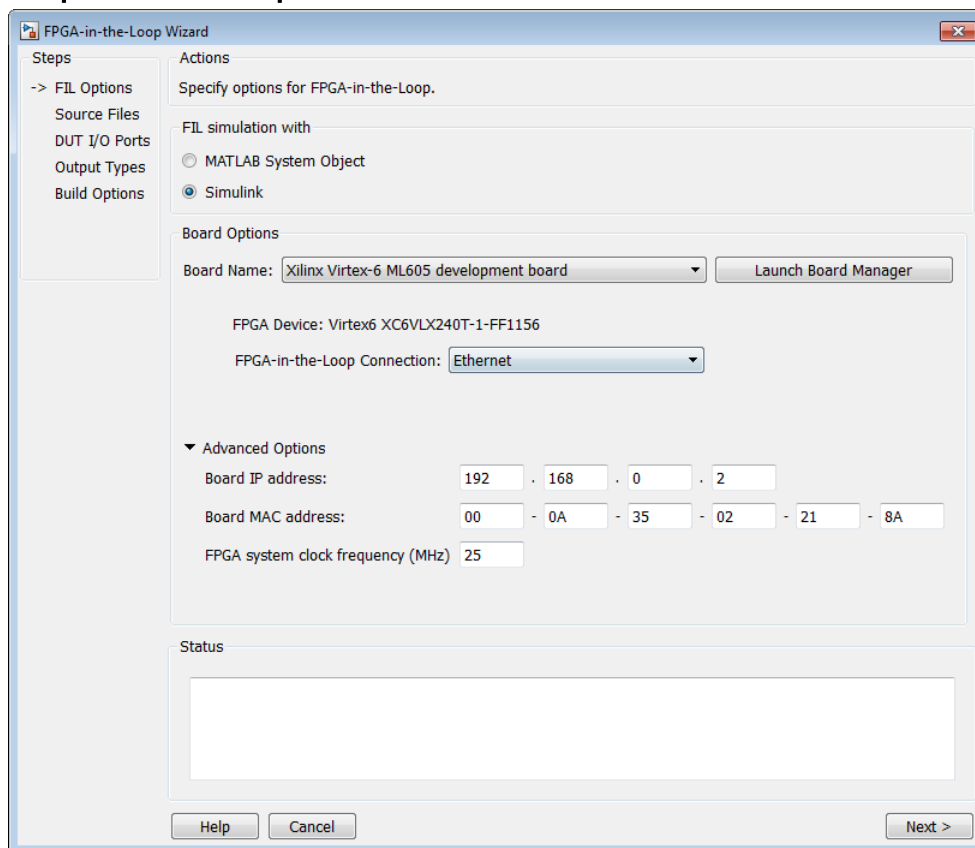 FPGA-in-the-Loop Wizard
Steps
-> FIL Options
Source Files
DUT I/O Ports
Output Types
Build Options
Actions
Specify options for FPGA-in-the-Loop.
FIL simulation with
MATLAB System Object
Simulink
Board Options
Board Name: Xilinx Virtex-6 ML605 development board Launch Board Manager
FPGA Device: Virtex6 XC6VLX240T-1-FF1156
FPGA-in-the-Loop Connection: Ethernet
Advanced Options
Board IP address: 192 . 168 . 0 . 2
Board MAC address: 00 - 0A - 35 - 02 - 21 - 8A
FPGA system clock frequency (MHz) 25
Status
Help Cancel Next >